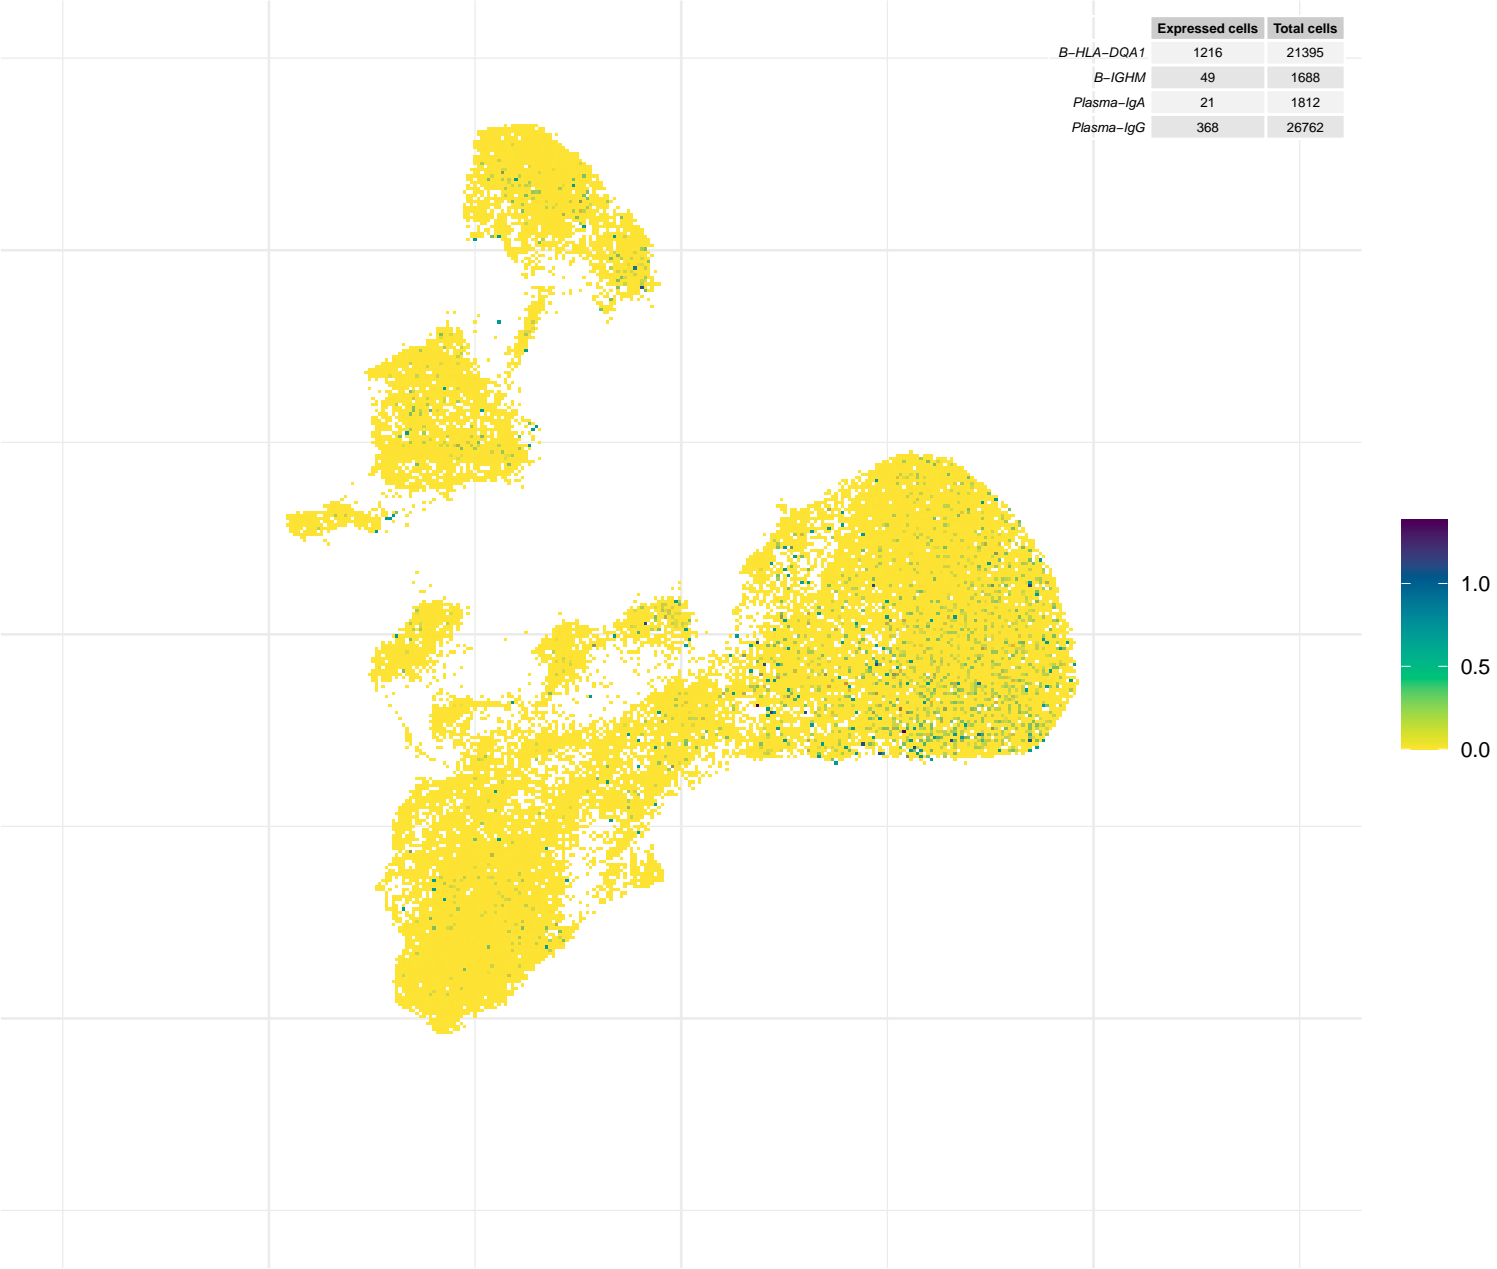 Expressed cells Total cells
B−HLA−DQA1 1216 21395
B−IGHM 49 1688
Plasma−IgA 21 1812
Plasma−IgG 368 26762
1.0
0.5
0.0